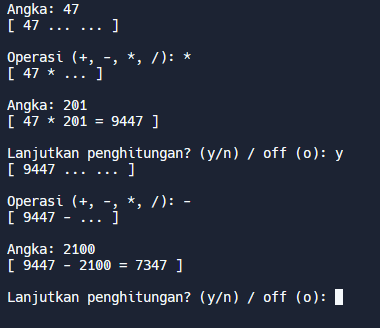 Angka: 47
[ 47 ... ... ]
Operasi (+, -, *, /): *
[ 47 * ... ]
Angka: 201
[ 47 * 201 = 9447 ]
Lanjutkan penghitungan? (y/n) / off (o): y
[ 9447 ... ... ]
Operasi (+, -, *, /): -
[ 9447 - ... ]
Angka: 2100
[ 9447 - 2100 = 7347 ]
Lanjutkan penghitungan? (y/n) / off (o):